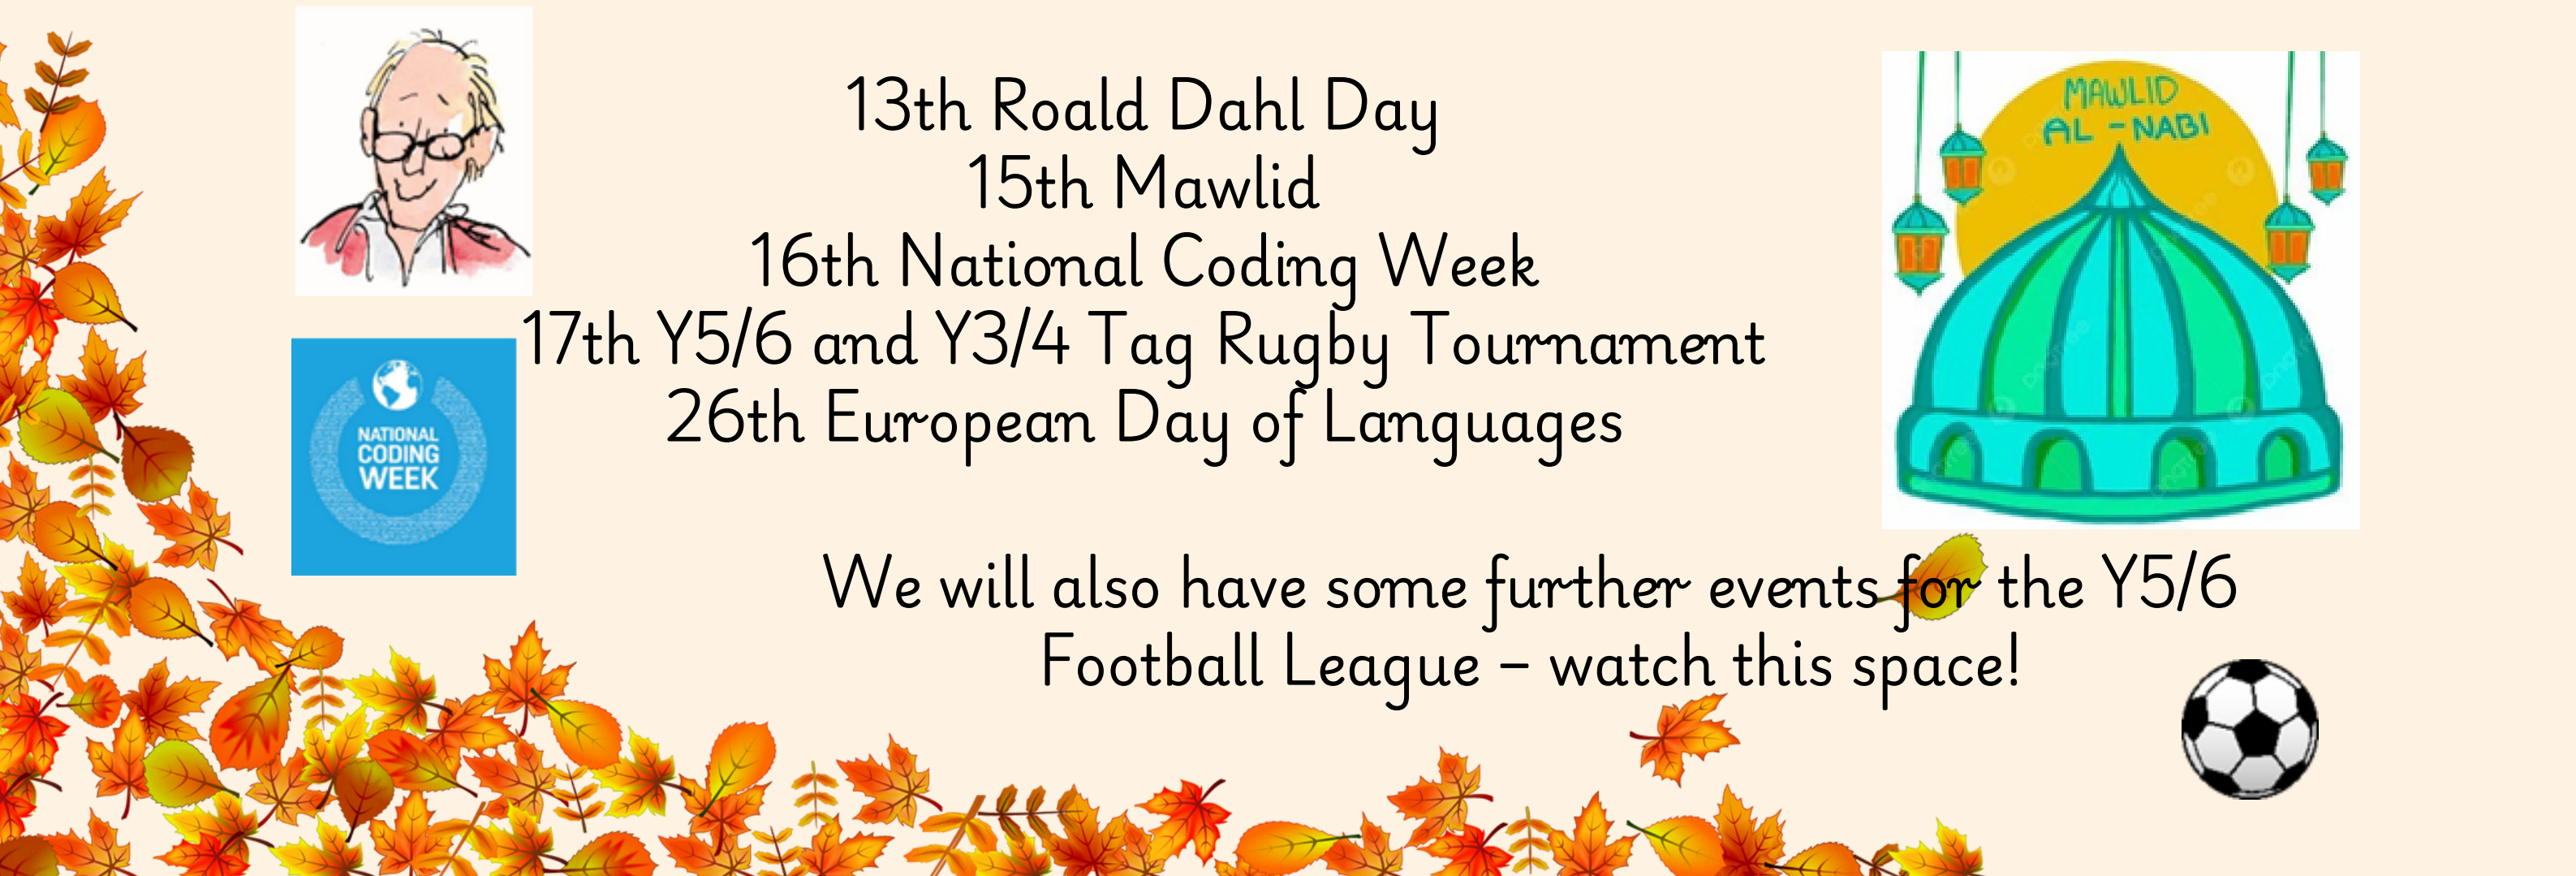 13th Roald Dahl Day
15th Mawlid
16th National Coding Week
17th Y5/6 and Y3/4 Tag Rugby Tournament
26th European Day of Languages
We will also have some further events for the Y5/6
Football League – watch this space!
MAWLID
AL-NABI
NATIONAL
CODING
WEEK